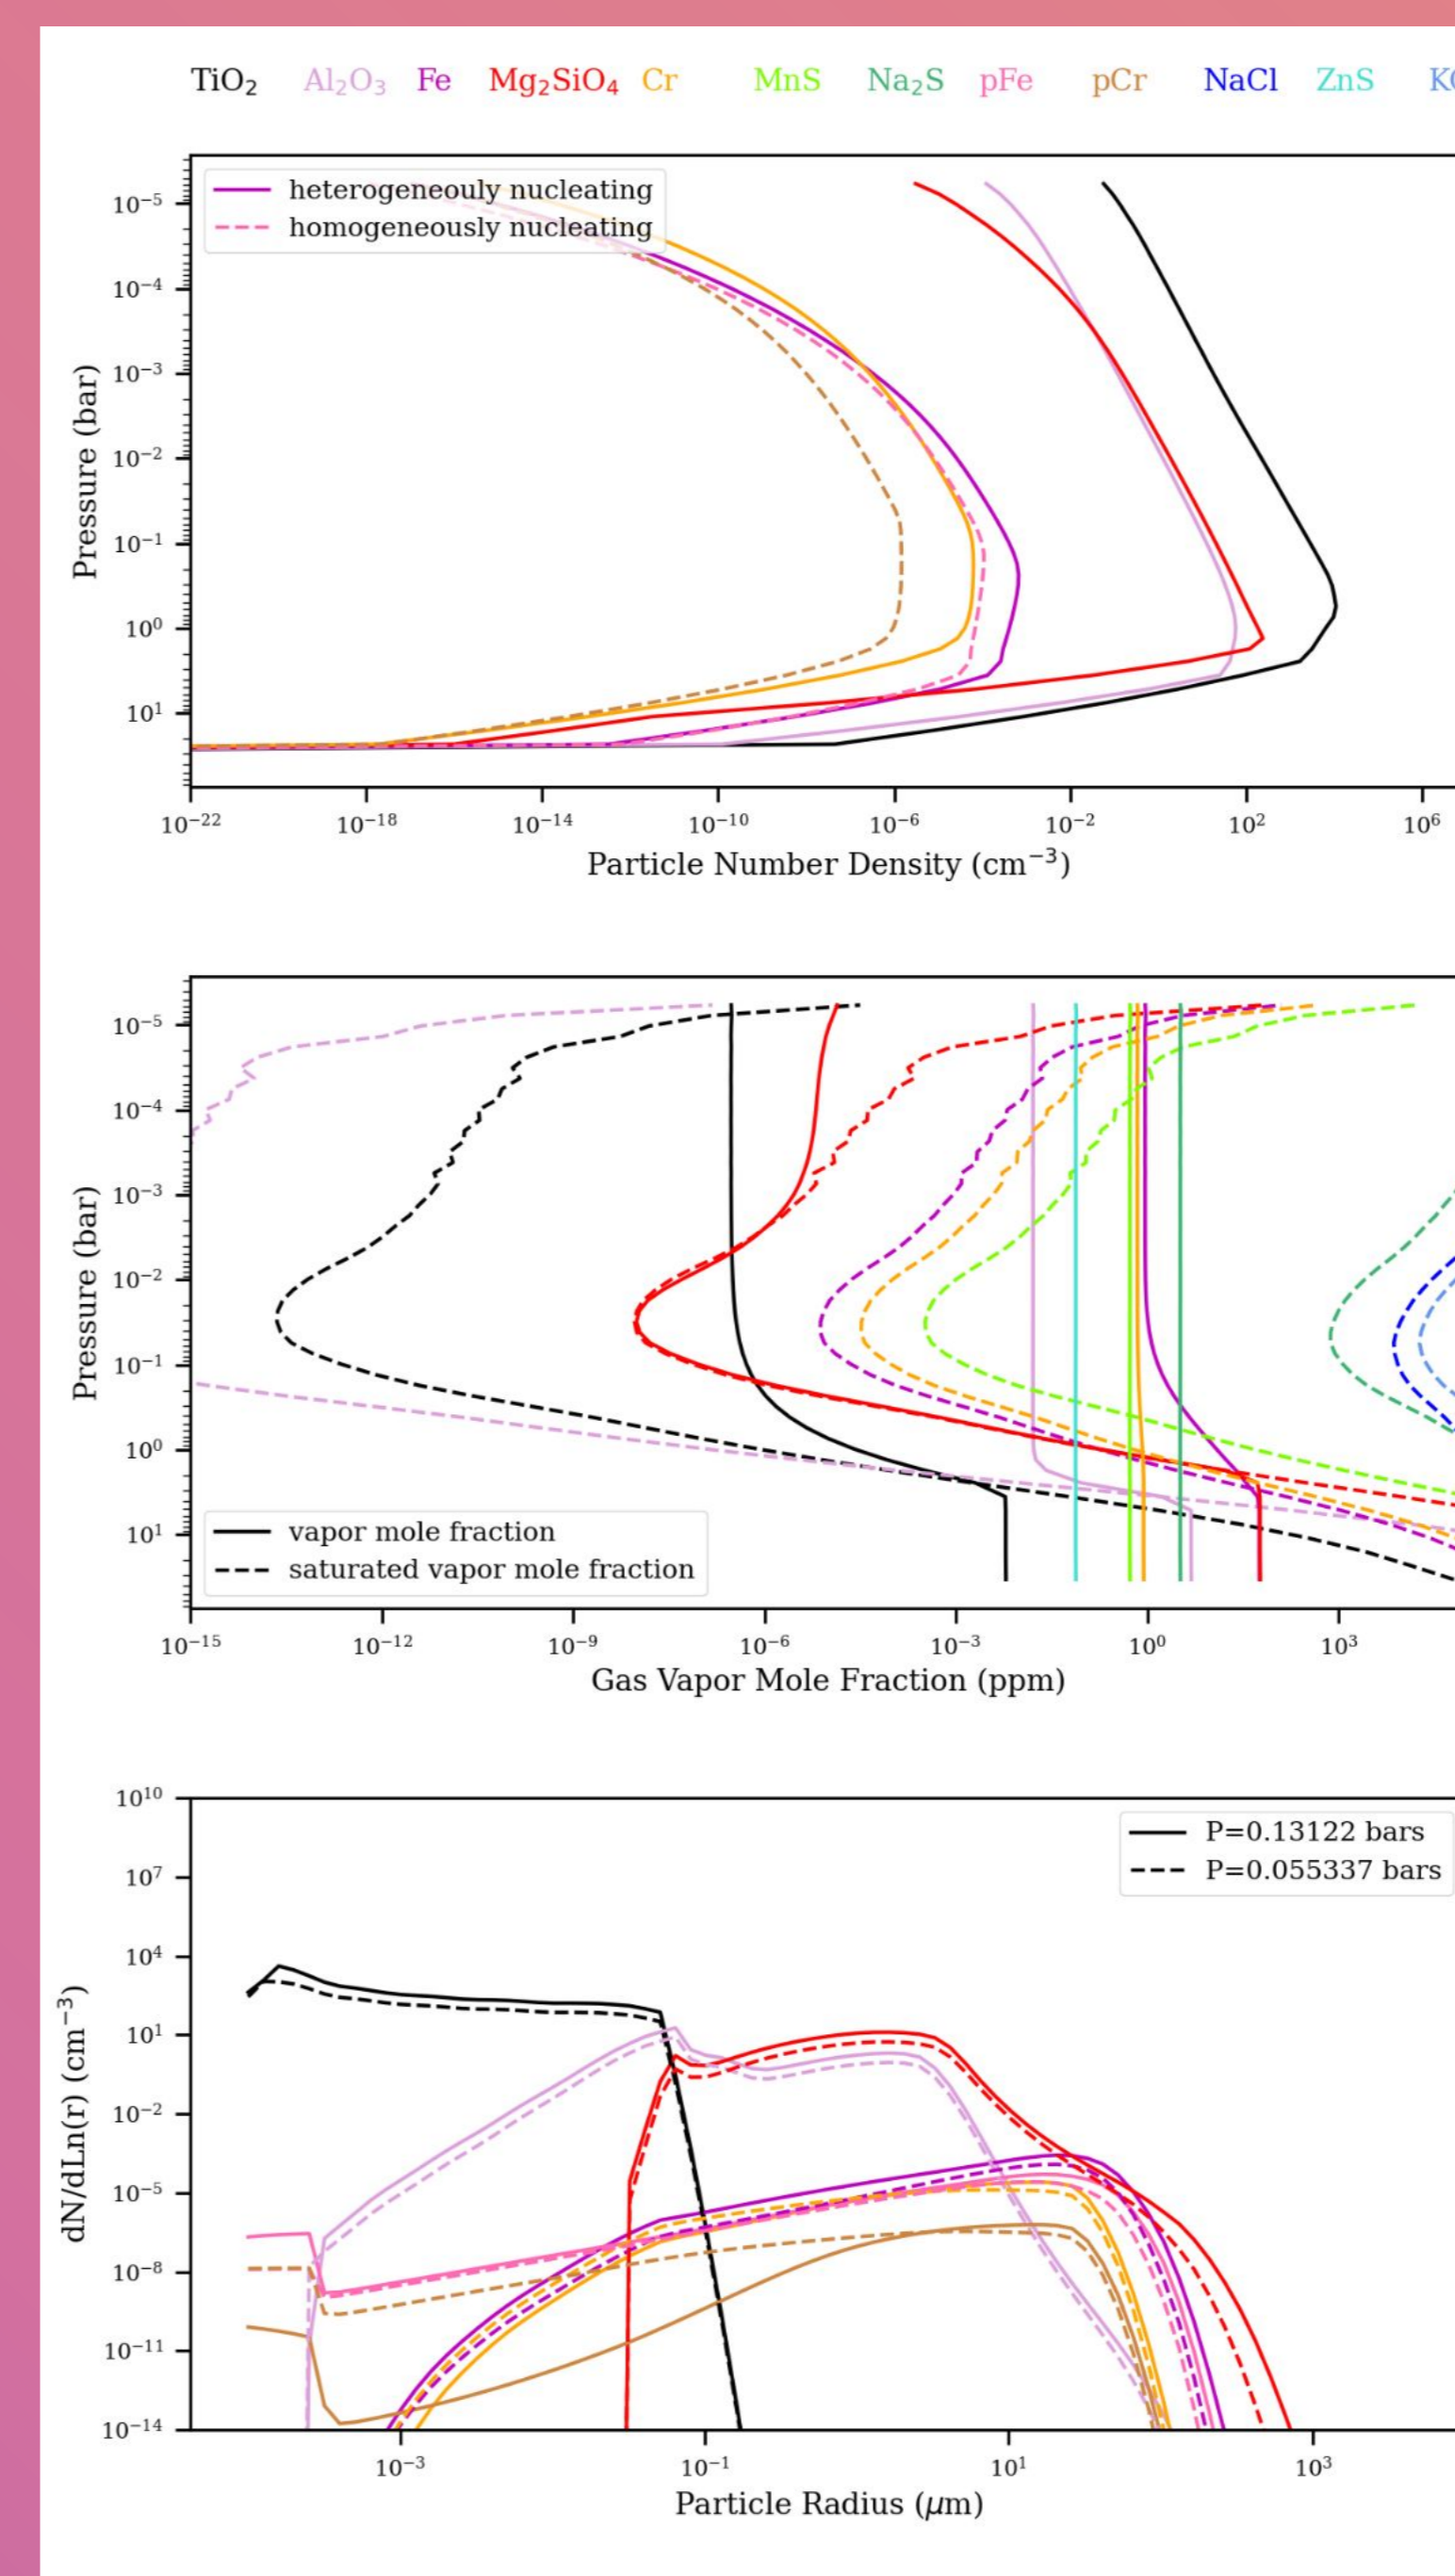 TiO₂ Al₂O₃ Fe Mg₂SiO₄ Cr MnS Na₂S pFe pCr NaCl ZnS
heterogeneouly nucleating
homogeneously nucleating
Pressure (bar)
10⁻⁵
10⁻⁴
10⁻³
10⁻²
10⁻¹
10⁰
10¹
10⁻²² 10⁻¹⁸ 10⁻¹⁴ 10⁻¹⁰ 10⁻⁶ 10⁻² 10² 10⁶
Particle Number Density (cm⁻³)
Pressure (bar)
10⁻⁵
10⁻⁴
10⁻³
10⁻²
10⁻¹
10⁰
10¹
vapor mole fraction
saturated vapor mole fraction
10⁻¹⁵ 10⁻¹² 10⁻⁹ 10⁻⁶ 10⁻³ 10⁰ 10³
Gas Vapor Mole Fraction (ppm)
dN/dLn(r) (cm⁻³)
10¹⁰
10⁷
10⁴
10¹
10⁻²
10⁻⁵
10⁻⁸
10⁻¹¹
10⁻¹⁴
P=0.13122 bars
P=0.055337 bars
10⁻³ 10⁻¹ 10¹ 10³
Particle Radius (μm)